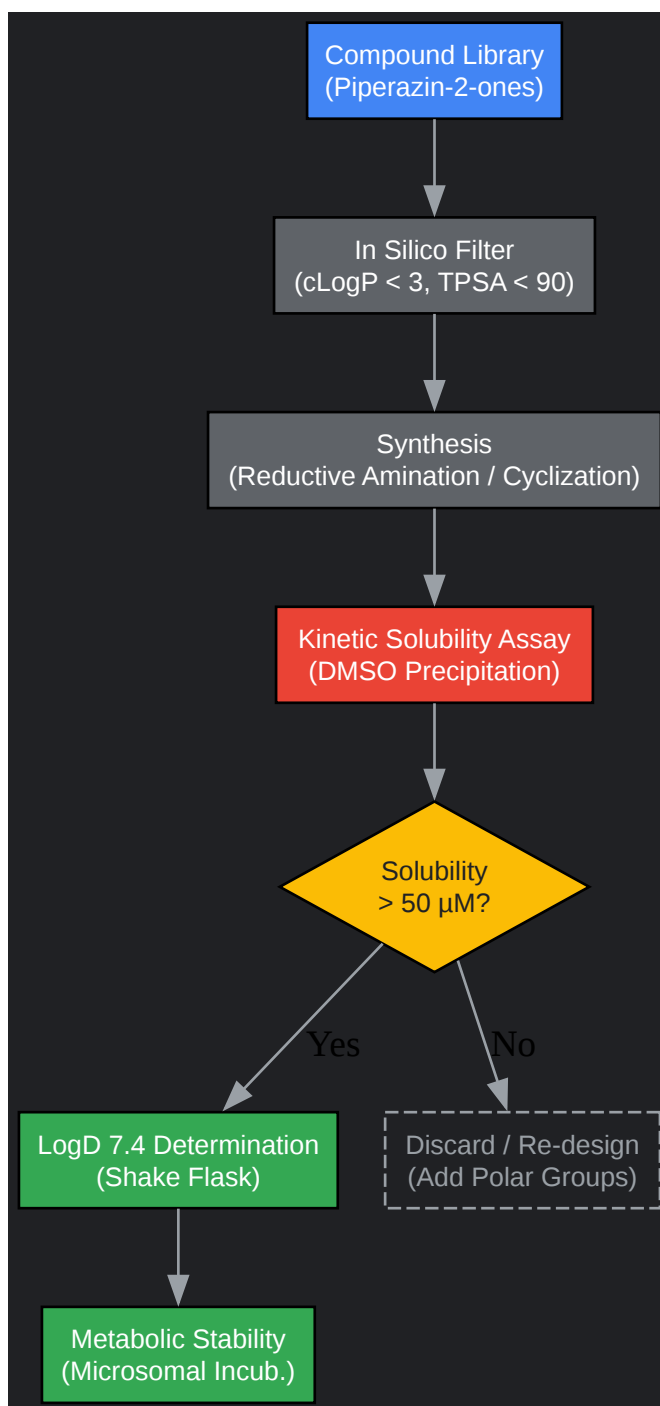 Compound Library
(Piperazin-2-ones)
In Silico Filter
(cLogP < 3, TPSA < 90)
Synthesis
(Reductive Amination / Cyclization)
Kinetic Solubility Assay
(DMSO Precipitation)
Solubility
> 50 µM?
Yes
No
LogD 7.4 Determination
(Shake Flask)
Discard / Re-design
(Add Polar Groups)
Metabolic Stability
(Microsomal Incub.)